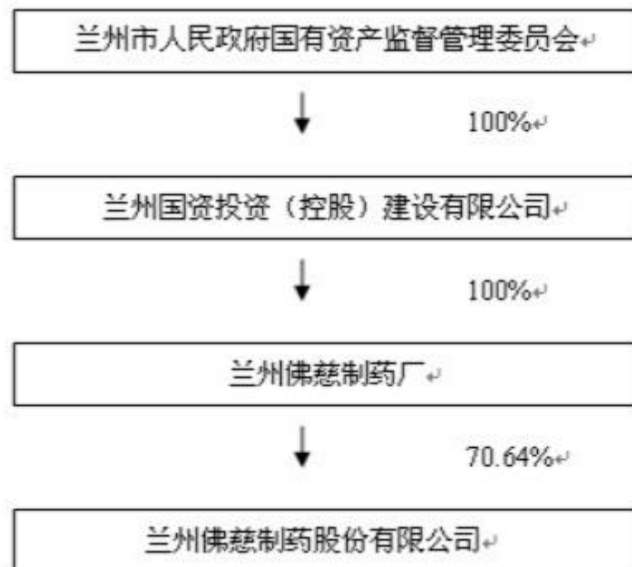 兰州市人民政府国有资产监督管理委员会
100%
兰州国资投资（控股）建设有限公司
100%
兰州佛慈制药厂
70.64%
兰州佛慈制药股份有限公司